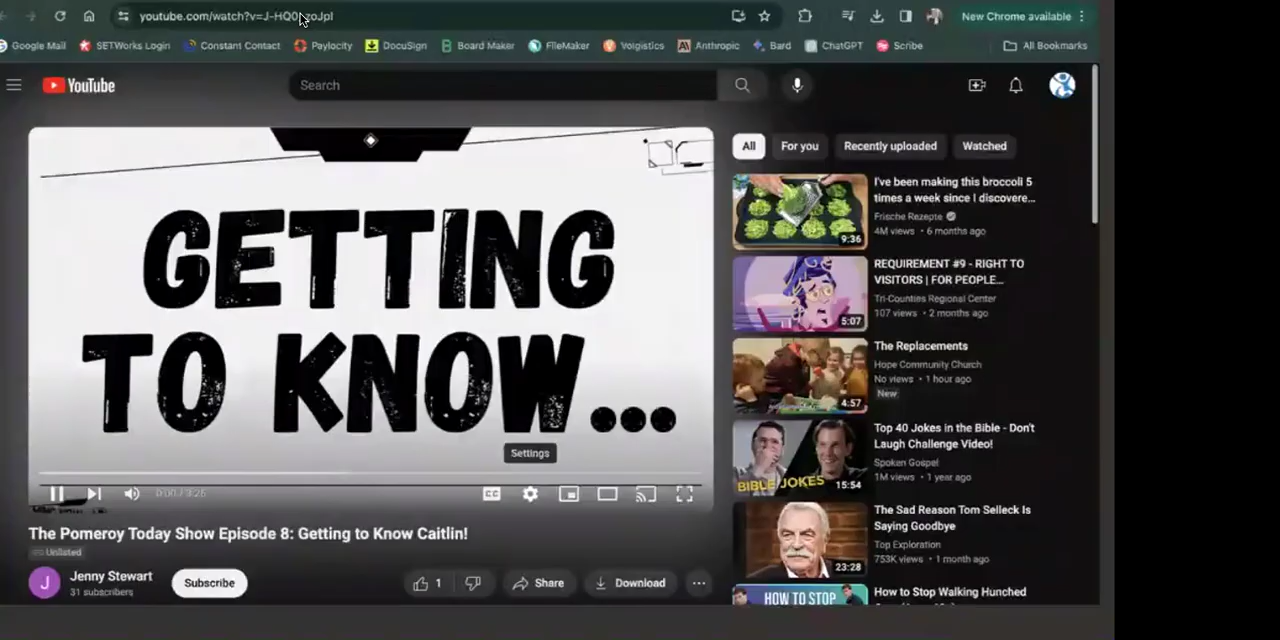 youtube.com/watch?v=J-HQ0
New Chrome available
Google Mail SETWorks Login Constant Contact Paylocity DocuSign Board Maker FileMaker Volgistics Anthropic Bard ChatGPT Scribe All Bookmarks
YouTube
Search
GETTING
TO KNOW...
Settings
0:00 / 3:25
The Pomeroy Today Show Episode 8: Getting to Know Caitlin!
Unlisted
J
Jenny Stewart
31 subscribers
Subscribe
1
Share
Download
All For you Recently uploaded Watched
I've been making this broccoli 5
times a week since I discovere...
Frische Rezepte
4M views • 6 months ago
9:36
REQUIREMENT #9 - RIGHT TO
VISITORS | FOR PEOPLE...
Tri-Counties Regional Center
107 views • 2 months ago
5:07
The Replacements
Hope Community Church
No views • 1 hour ago
New
4:57
Top 40 Jokes in the Bible - Don't
Laugh Challenge Video!
Spoken Gospel
1M views • 1 year ago
BIBLE JOKES
15:54
The Sad Reason Tom Selleck Is
Saying Goodbye
Top Exploration
753K views • 1 month ago
23:28
How to Stop Walking Hunched
HOW TO STOP